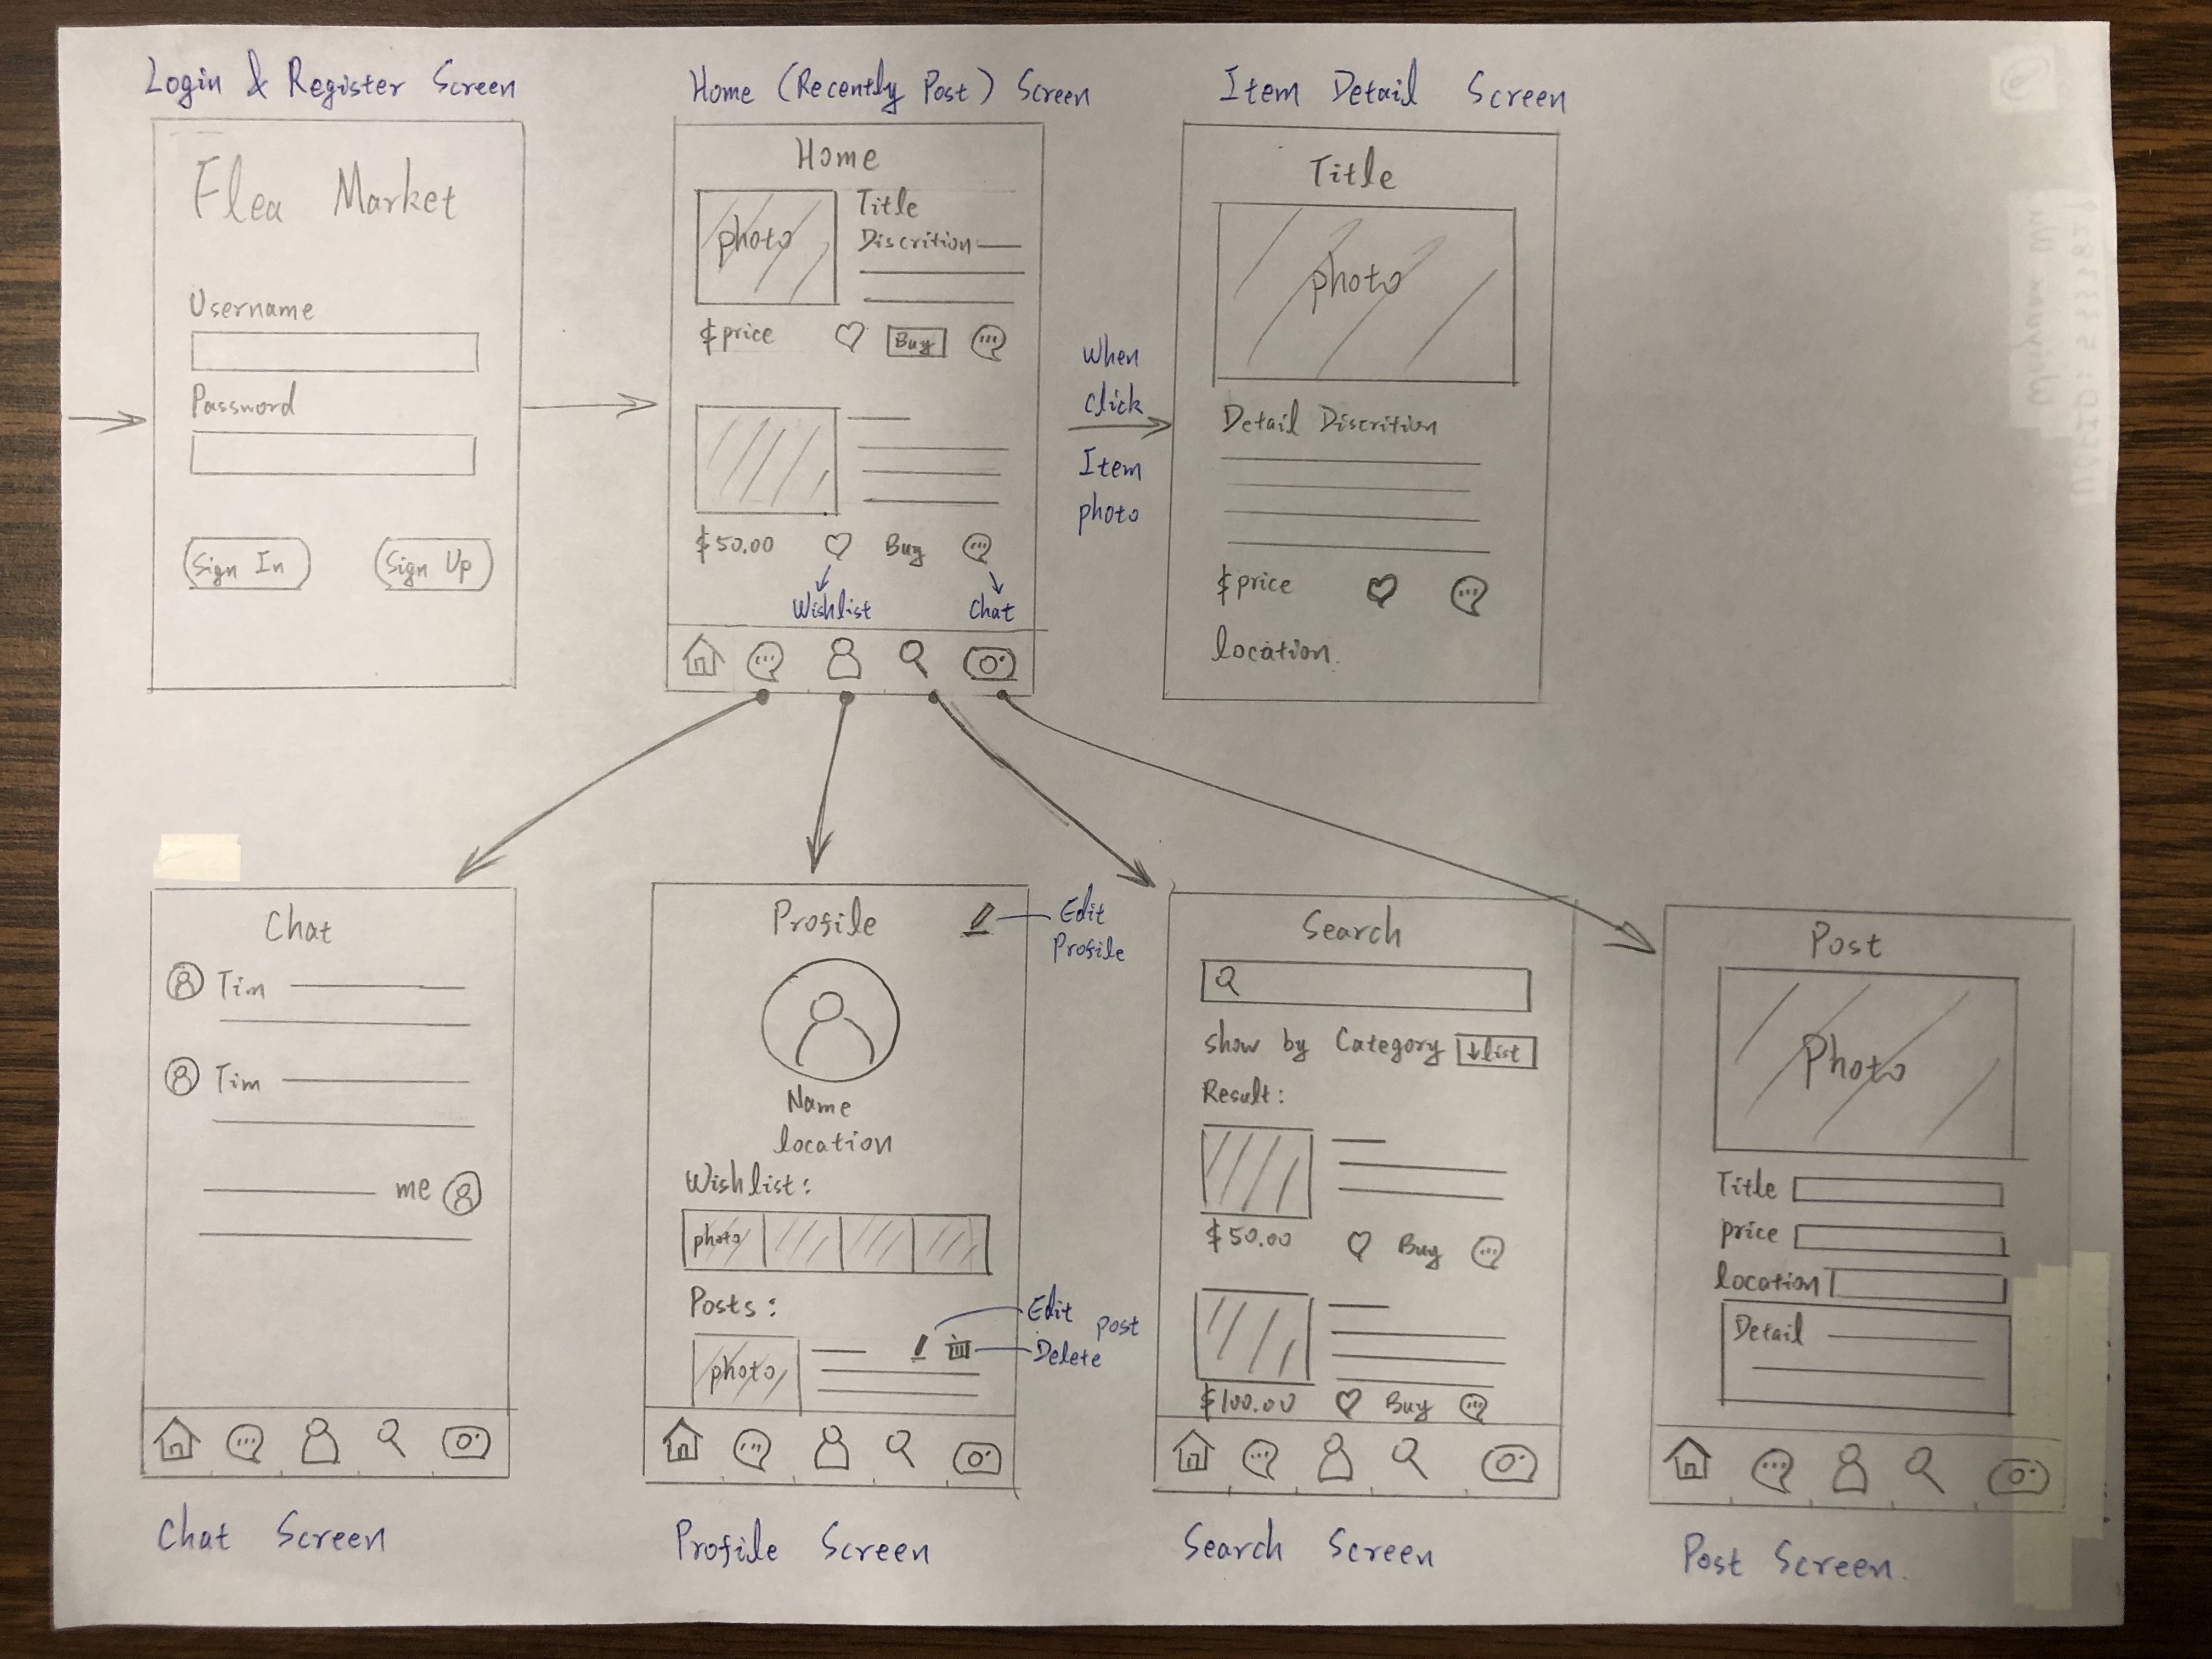 Login & Register Screen
Flea Market
Username
Password
Sign In
Sign Up
Home (Recently Post) Screen
Home
photo
Title
Discrition
$price
Buy
$50.00
Buy
Wishlist
Chat
When
click
Item
photo
Item Detail Screen
Title
photo
Detail Discrition
$price
location.
Chat
Tim
Tim
me
Chat Screen
Profile
Edit
Profile
Name
location
Wishlist:
photo
Posts:
Edit
post
Delete
photo
Profile Screen
Search
show by Category ↓list
Result:
$50.00
Buy
$100.00
Buy
Search Screen
Post
Photo
Title
price
location
Detail
Post Screen.